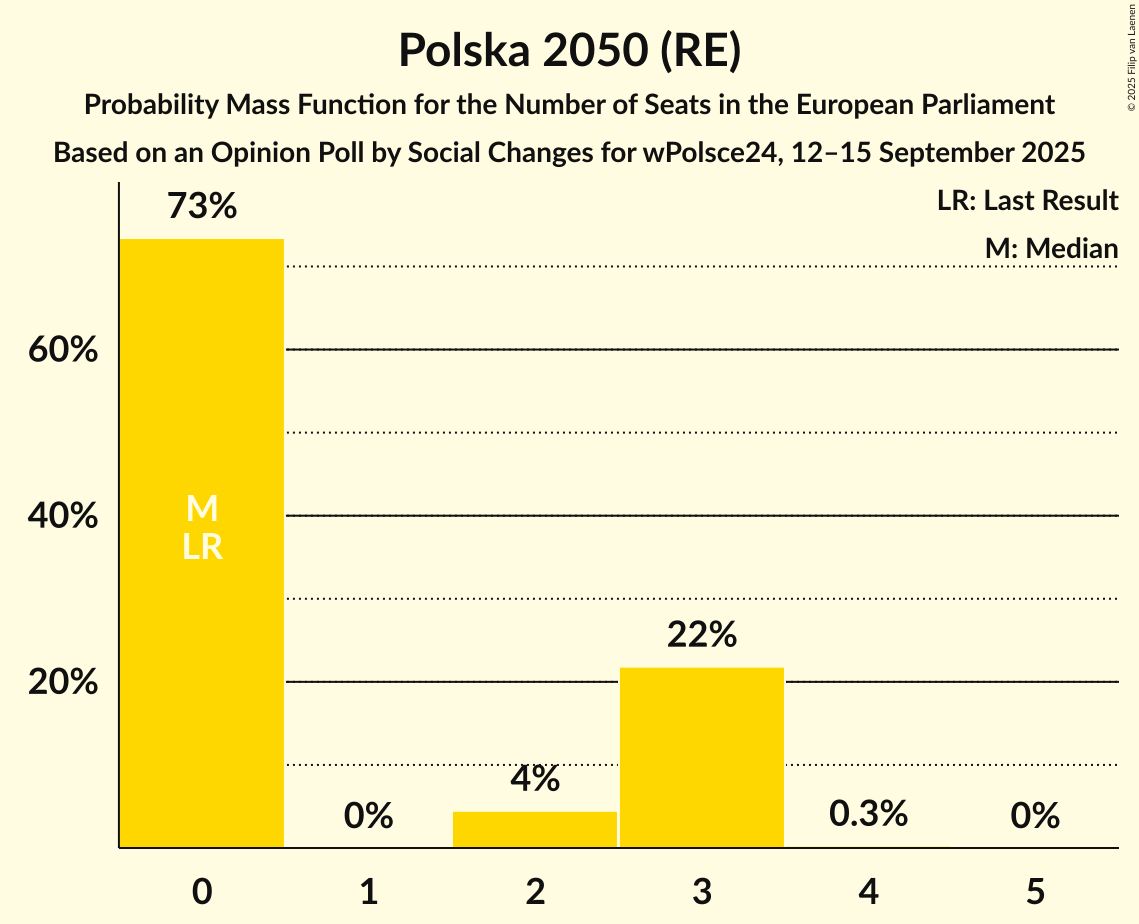 Polska 2050 (RE)
Probability Mass Function for the Number of Seats in the European Parliament
Based on an Opinion Poll by Social Changes for wPolsce24, 12–15 September 2025
© 2025 Filip van Laenen
LR: Last Result
M: Median
73%
60%
40%
20%
M
LR
0%
4%
22%
0.3%
0%
0 1 2 3 4 5